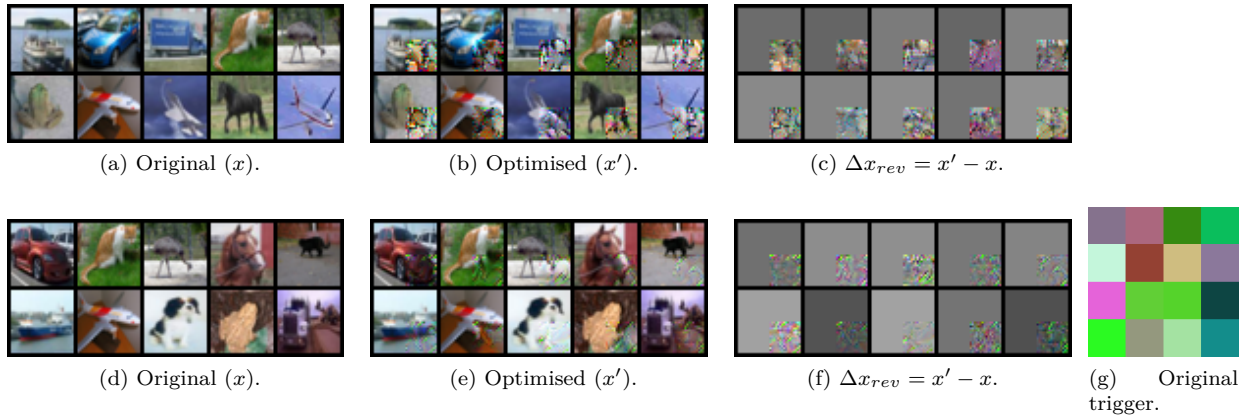 (a) Original (x).
(b) Optimised (x′).
(c) Δx_rev = x′ − x.
(d) Original (x).
(e) Optimised (x′).
(f) Δx_rev = x′ − x.
(g) Original
trigger.